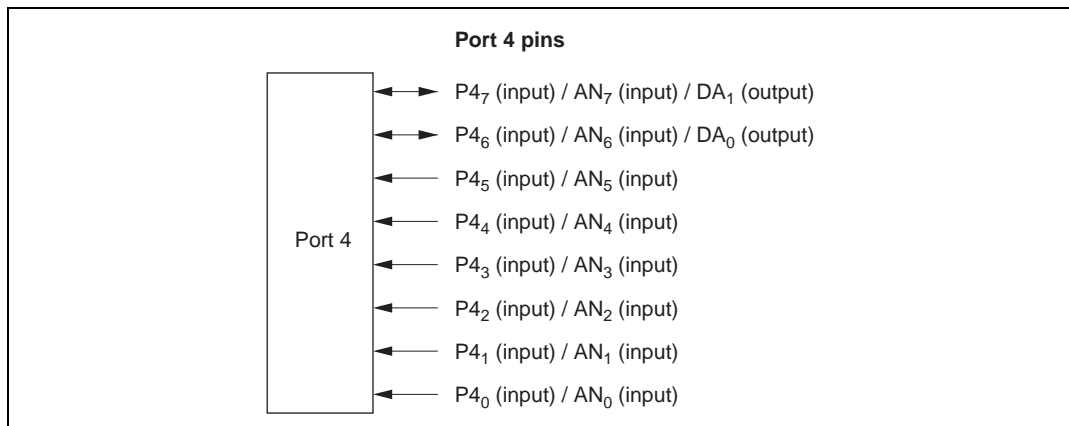 Port 4 pins
P4₇ (input) / AN₇ (input) / DA₁ (output)
P4₆ (input) / AN₆ (input) / DA₀ (output)
P4₅ (input) / AN₅ (input)
P4₄ (input) / AN₄ (input)
Port 4
P4₃ (input) / AN₃ (input)
P4₂ (input) / AN₂ (input)
P4₁ (input) / AN₁ (input)
P4₀ (input) / AN₀ (input)